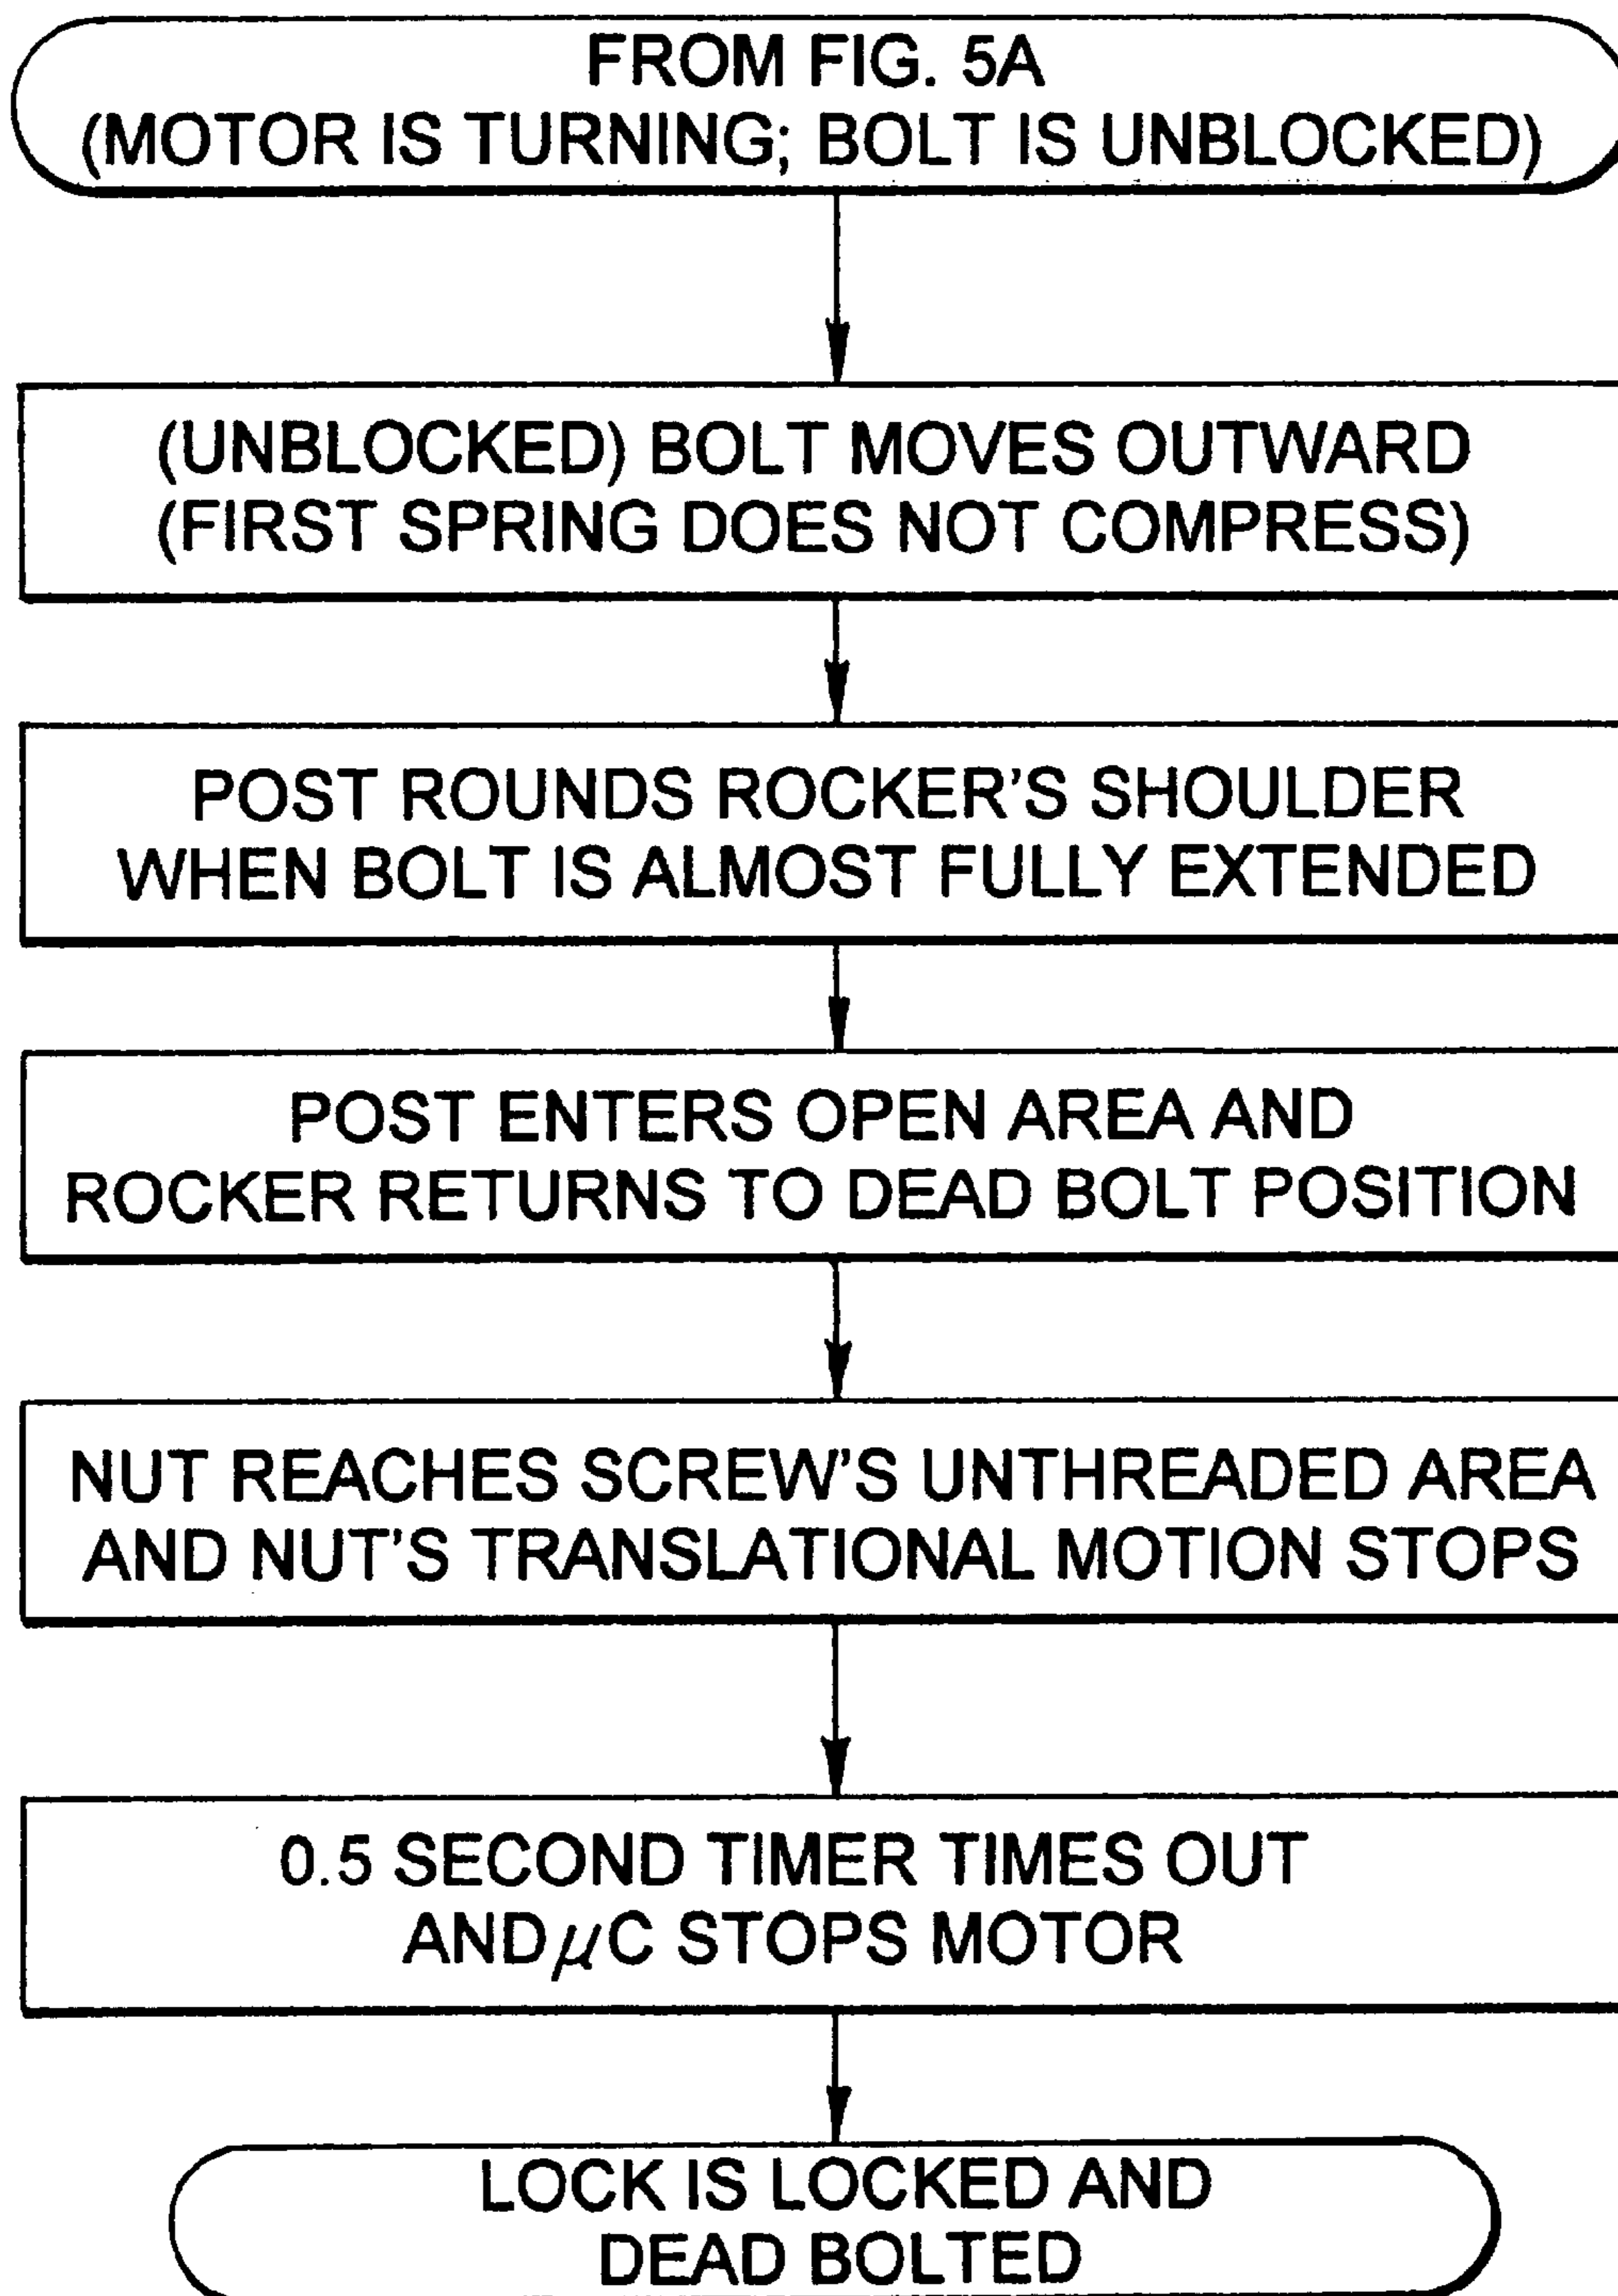 FROM FIG. 5A
(MOTOR IS TURNING; BOLT IS UNBLOCKED)
(UNBLOCKED) BOLT MOVES OUTWARD
(FIRST SPRING DOES NOT COMPRESS)
POST ROUNDS ROCKER'S SHOULDER
WHEN BOLT IS ALMOST FULLY EXTENDED
POST ENTERS OPEN AREA AND
ROCKER RETURNS TO DEAD BOLT POSITION
NUT REACHES SCREW'S UNTHREADED AREA
AND NUT'S TRANSLATIONAL MOTION STOPS
0.5 SECOND TIMER TIMES OUT
AND μC STOPS MOTOR
LOCK IS LOCKED AND
DEAD BOLTED